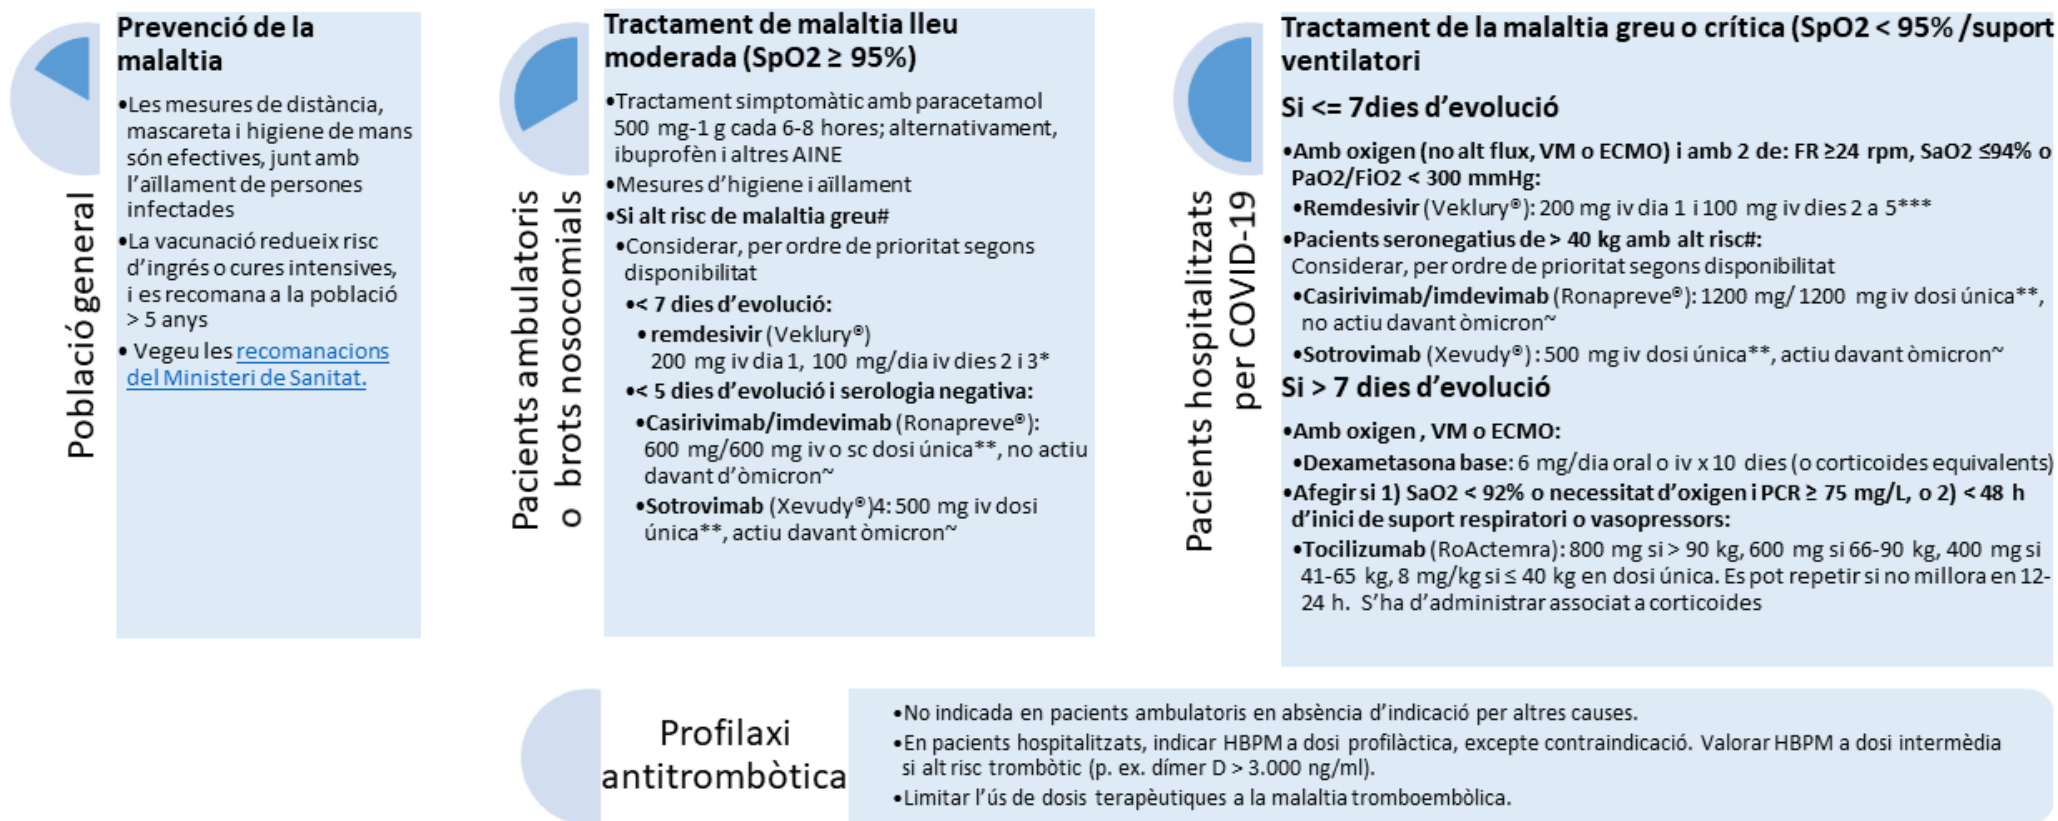 Població general
Prevenció de la
malaltia
•Les mesures de distància,
mascareta i higiene de mans
són efectives, junt amb
l’aïllament de persones
infectades
•La vacunació redueix risc
d’ingrés o cures intensives,
i es recomana a la població
> 5 anys
• Vegeu les recomanacions
del Ministeri de Sanitat.
Pacients ambulatoris
o brots nosocomials
Tractament de malaltia lleu
moderada (SpO2 ≥ 95%)
•Tractament simptomàtic amb paracetamol
500 mg-1 g cada 6-8 hores; alternativament,
ibuprofèn i altres AINE
•Mesures d’higiene i aïllament
•Si alt risc de malaltia greu#
•Considerar, per ordre de prioritat segons
disponibilitat
•< 7 dies d’evolució:
• remdesivir (Veklury®)
200 mg iv dia 1, 100 mg/dia iv dies 2 i 3*
•< 5 dies d’evolució i serologia negativa:
•Casirivimab/imdevimab (Ronapreve®):
600 mg/600 mg iv o sc dosi única**, no actiu
davant d’òmicron~
•Sotrovimab (Xevudy®)4: 500 mg iv dosi
única**, actiu davant òmicron~
Pacients hospitalitzats
per COVID-19
Tractament de la malaltia greu o crítica (SpO2 < 95% /suport
ventilatori
Si <= 7dies d’evolució
•Amb oxigen (no alt flux, VM o ECMO) i amb 2 de: FR ≥24 rpm, SaO2 ≤94% o
PaO2/FiO2 < 300 mmHg:
•Remdesivir (Veklury®): 200 mg iv dia 1 i 100 mg iv dies 2 a 5***
•Pacients seronegatius de > 40 kg amb alt risc#:
Considerar, per ordre de prioritat segons disponibilitat
•Casirivimab/imdevimab (Ronapreve®): 1200 mg/ 1200 mg iv dosi única**,
no actiu davant òmicron~
•Sotrovimab (Xevudy®): 500 mg iv dosi única**, actiu davant òmicron~
Si > 7 dies d’evolució
•Amb oxigen , VM o ECMO:
•Dexametasona base: 6 mg/dia oral o iv x 10 dies (o corticoides equivalents)
•Afegir si 1) SaO2 < 92% o necessitat d’oxigen i PCR ≥ 75 mg/L, o 2) < 48 h
d’inici de suport respiratori o vasopressors:
•Tocilizumab (RoActemra): 800 mg si > 90 kg, 600 mg si 66-90 kg, 400 mg si
41-65 kg, 8 mg/kg si ≤ 40 kg en dosi única. Es pot repetir si no millora en 12-
24 h. S’ha d’administrar associat a corticoides
Profilaxi
antitrombòtica
•No indicada en pacients ambulatoris en absència d’indicació per altres causes.
•En pacients hospitalitzats, indicar HBPM a dosi profilàctica, excepte contraindicació. Valorar HBPM a dosi intermèdia
si alt risc trombòtic (p. ex. dímer D > 3.000 ng/ml).
•Limitar l’ús de dosis terapèutiques a la malaltia tromboembòlica.